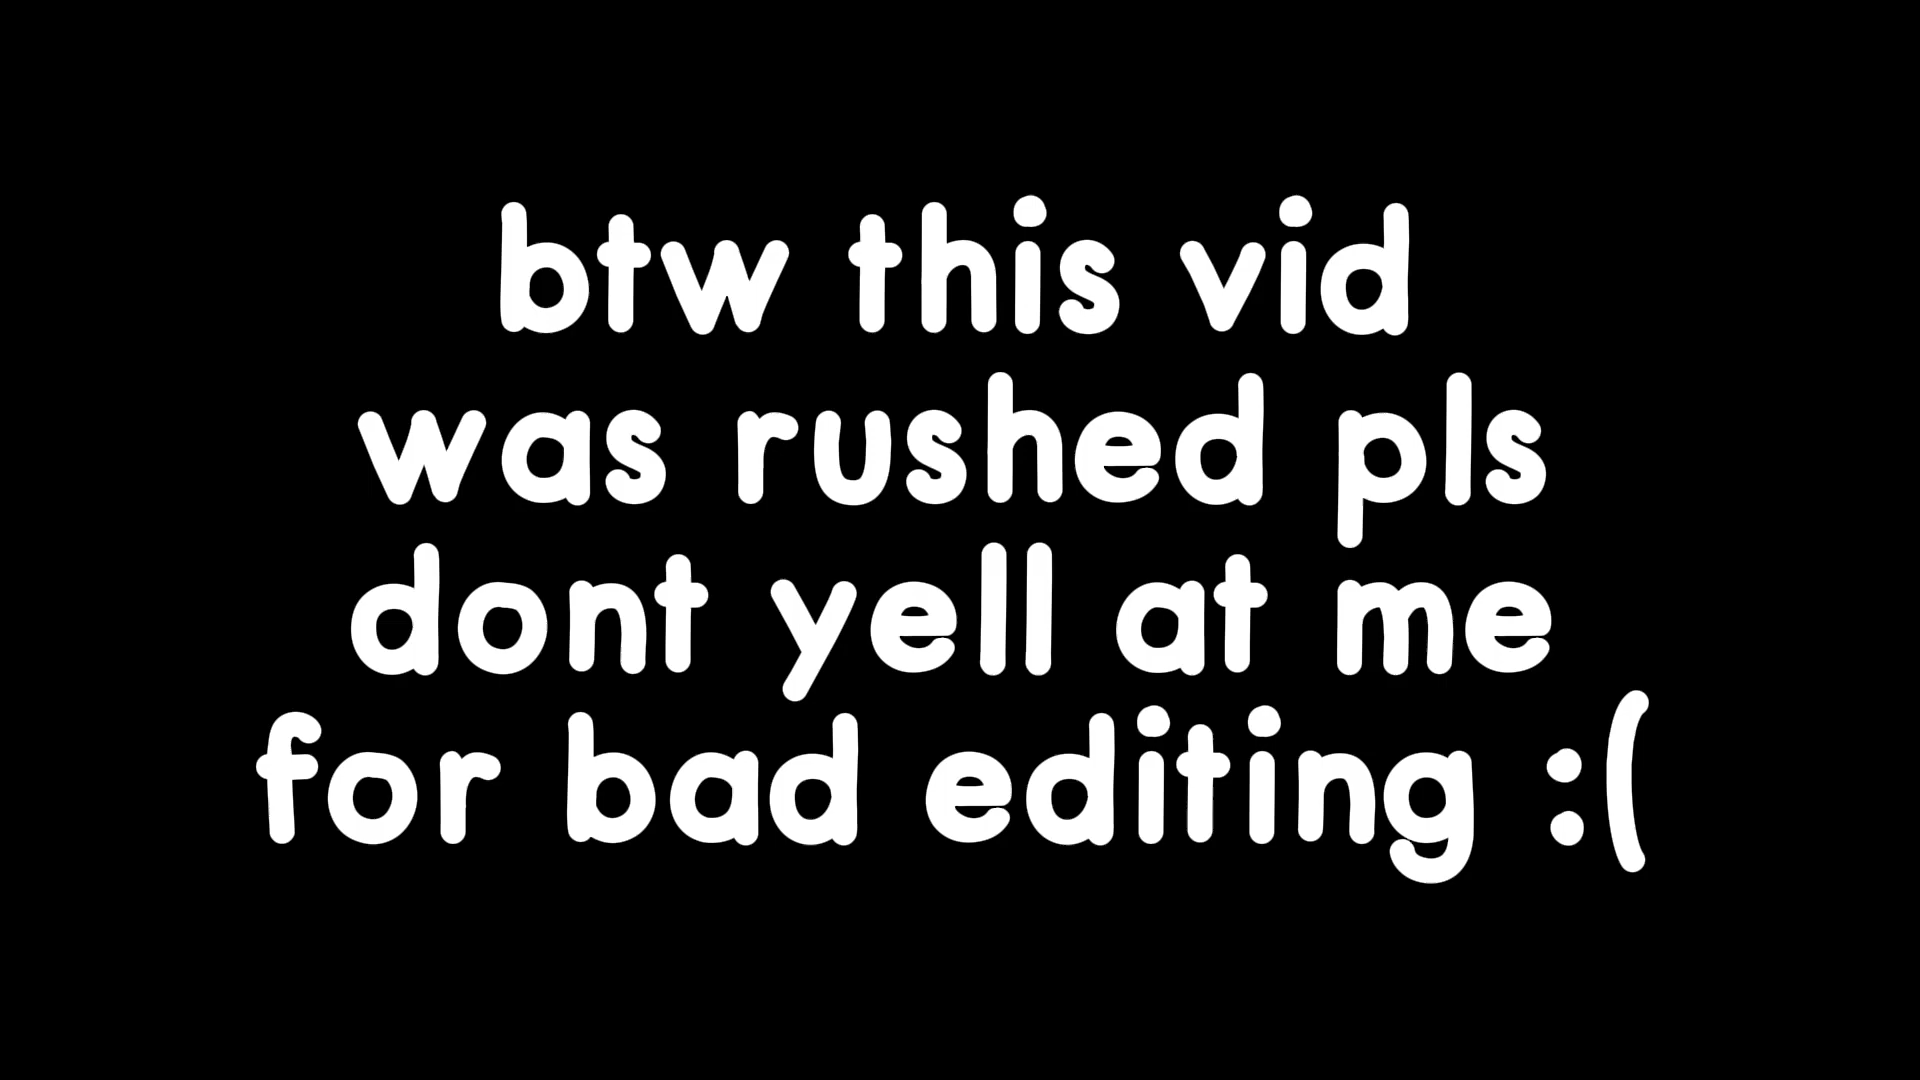 btw this vid
was rushed pls
dont yell at me
for bad editing :(